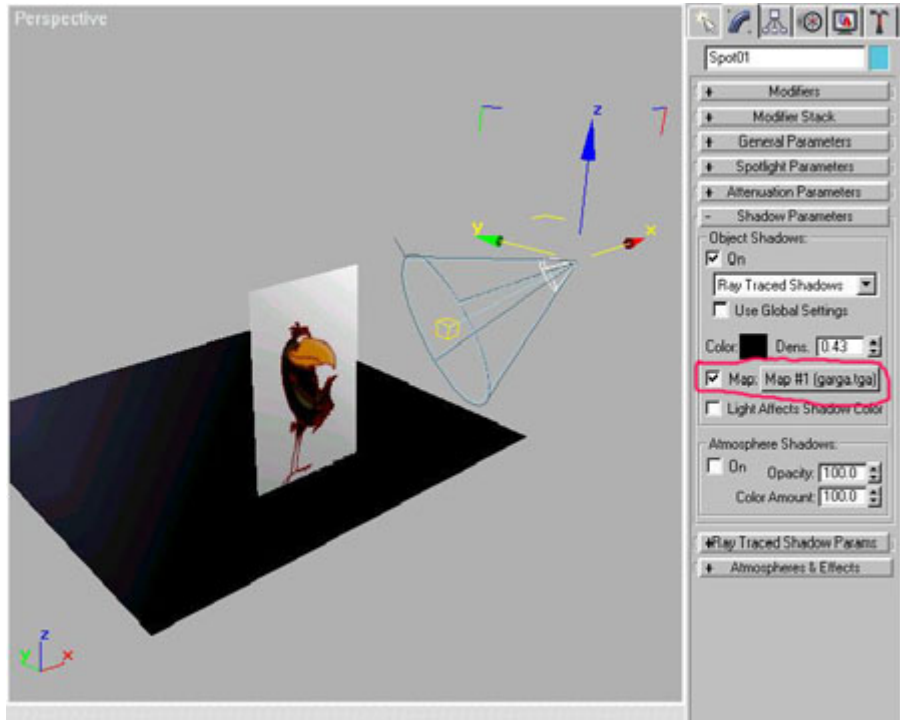 Perspective
z
y
x
z
y
x
Spot01
+ Modifiers
+ Modifier Stack
+ General Parameters
+ Spotlight Parameters
+ Attenuation Parameters
- Shadow Parameters
Object Shadows:
On
Ray Traced Shadows
Use Global Settings
Color: Dens. 0.43
Map: Map #1 (garga.tga)
Light Affects Shadow Color
Atmosphere Shadows:
On Opacity: 100.0
Color Amount: 100.0
+Ray Traced Shadow Params
+ Atmospheres & Effects